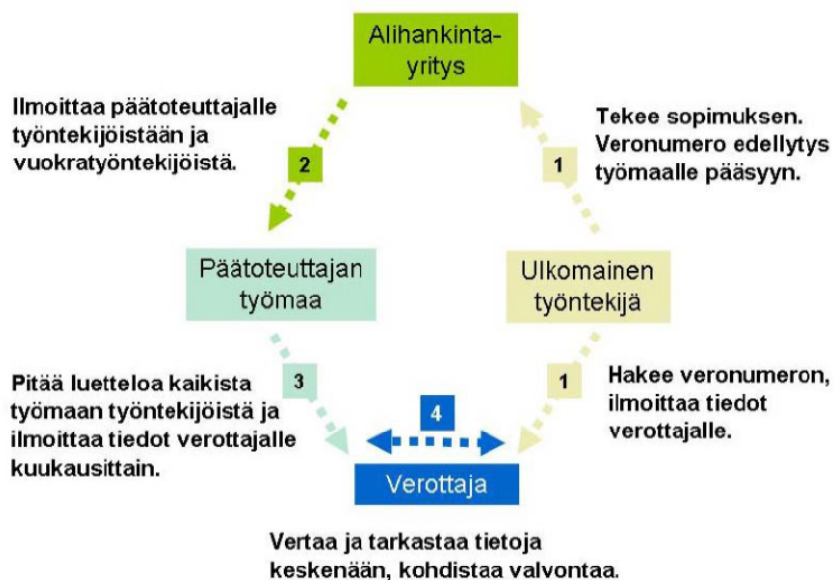 Alihankinta-
yritys
Ilmoittaa päätoteuttajalle
työntekijöistään ja
vuokratyöntekijöistä.
2
1
Tekee sopimuksen.
Veronumero edellytys
työmaalle pääsyyn.
Päätoteuttajan
työmaa
Ulkomainen
työntekijä
Pitää luetteloa kaikista
työmaan työntekijöistä ja
ilmoittaa tiedot verottajalle
kuukausittain.
3
4
1
Hakee veronumeron,
ilmoittaa tiedot
verottajalle.
Verottaja
Vertaa ja tarkastaa tietoja
keskenään, kohdistaa valvontaa.